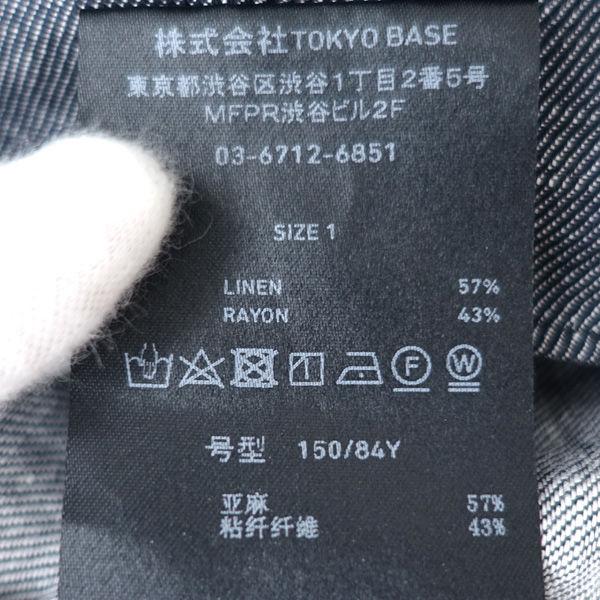 株式会社TOKYO BASE
東京都渋谷区渋谷1丁目2番5号
MFPR渋谷ビル2F
03-6712-6851
SIZE 1
LINEN 57%
RAYON 43%
F W
号型 150/84Y
亚麻 57%
粘纤纤维 43%